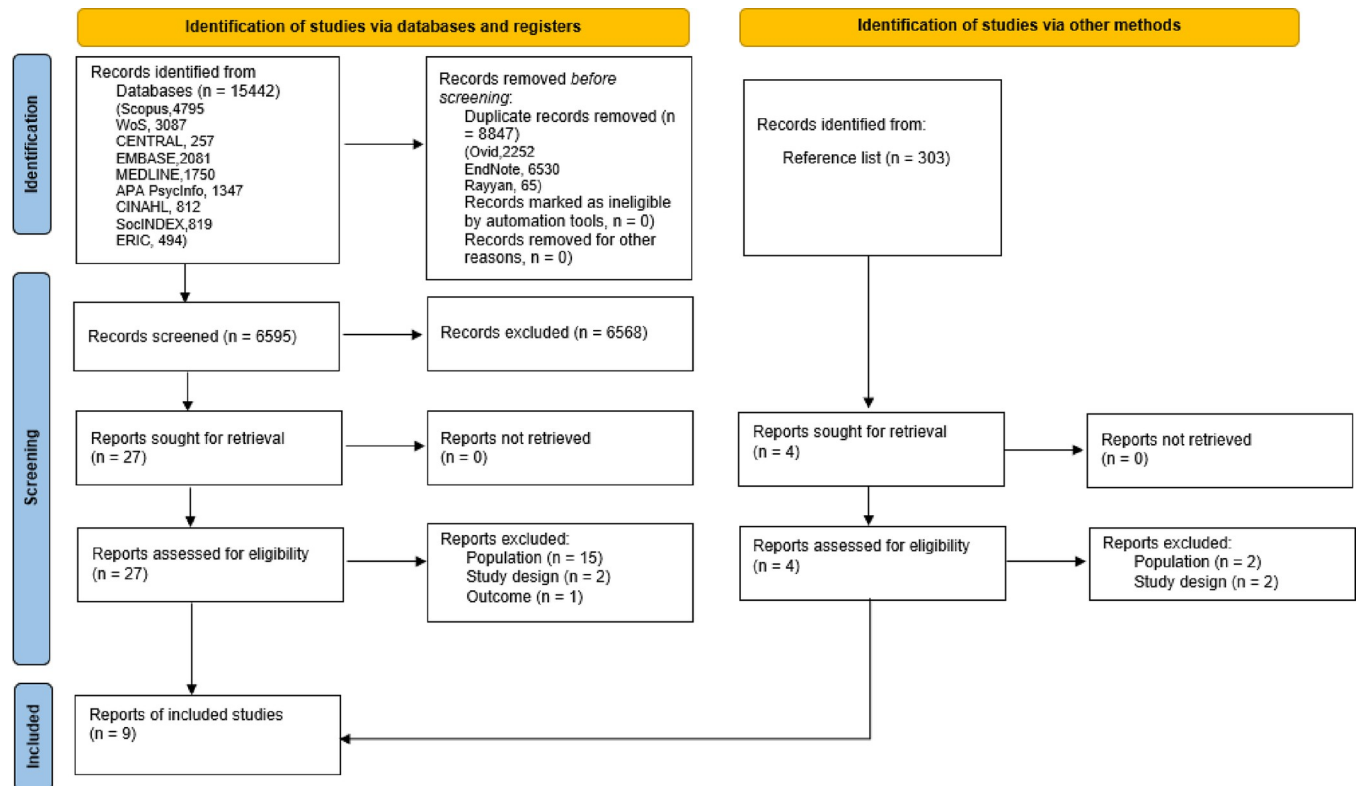 Identification of studies via databases and registers
Identification of studies via other methods
Identification
Records identified from
Databases (n = 15442)
(Scopus,4795
WoS, 3087
CENTRAL, 257
EMBASE,2081
MEDLINE,1750
APA PsycInfo, 1347
CINAHL, 812
SocINDEX,819
ERIC, 494)
Records removed before
screening:
Duplicate records removed (n
= 8847)
(Ovid,2252
EndNote, 6530
Rayyan, 65)
Records marked as ineligible
by automation tools, n = 0)
Records removed for other
reasons, n = 0)
Records identified from:
Reference list (n = 303)
Screening
Records screened (n = 6595)
Records excluded (n = 6568)
Reports sought for retrieval
(n = 27)
Reports not retrieved
(n = 0)
Reports sought for retrieval
(n = 4)
Reports not retrieved
(n = 0)
Reports assessed for eligibility
(n = 27)
Reports excluded:
Population (n = 15)
Study design (n = 2)
Outcome (n = 1)
Reports assessed for eligibility
(n = 4)
Reports excluded:
Population (n = 2)
Study design (n = 2)
Included
Reports of included studies
(n = 9)